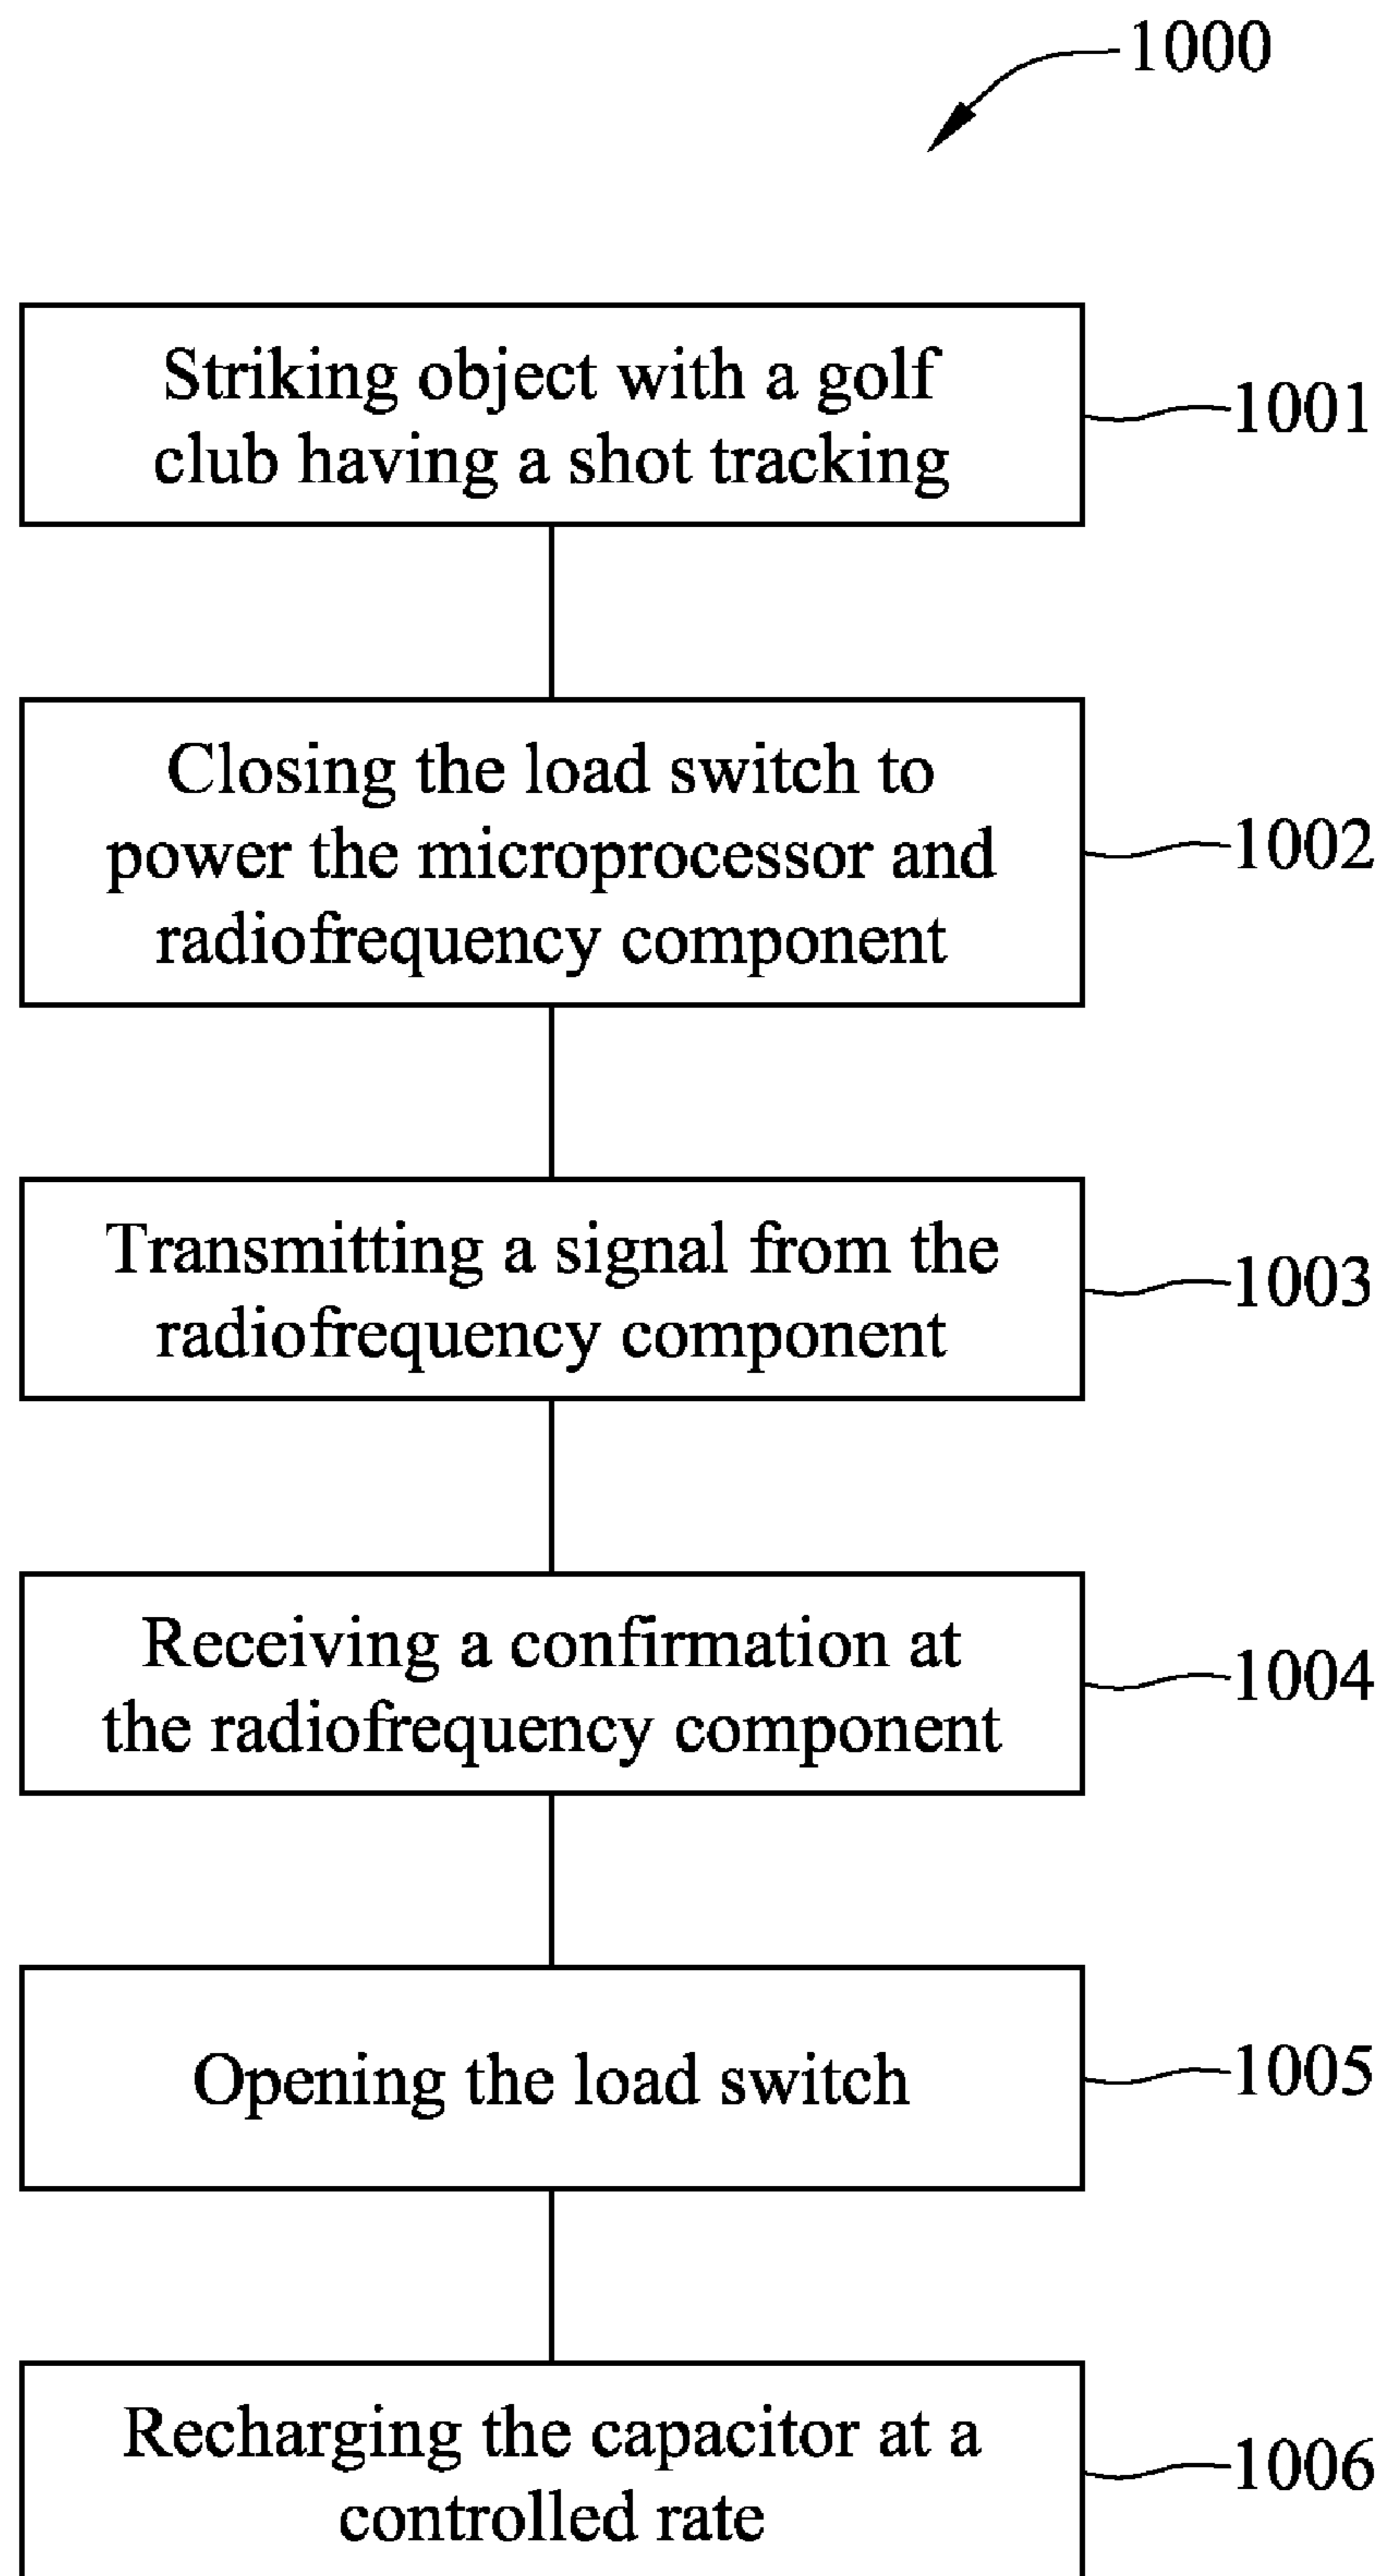 1000
Striking object with a golf
club having a shot tracking
1001
Closing the load switch to
power the microprocessor and
radiofrequency component
1002
Transmitting a signal from the
radiofrequency component
1003
Receiving a confirmation at
the radiofrequency component
1004
Opening the load switch
1005
Recharging the capacitor at a
controlled rate
1006